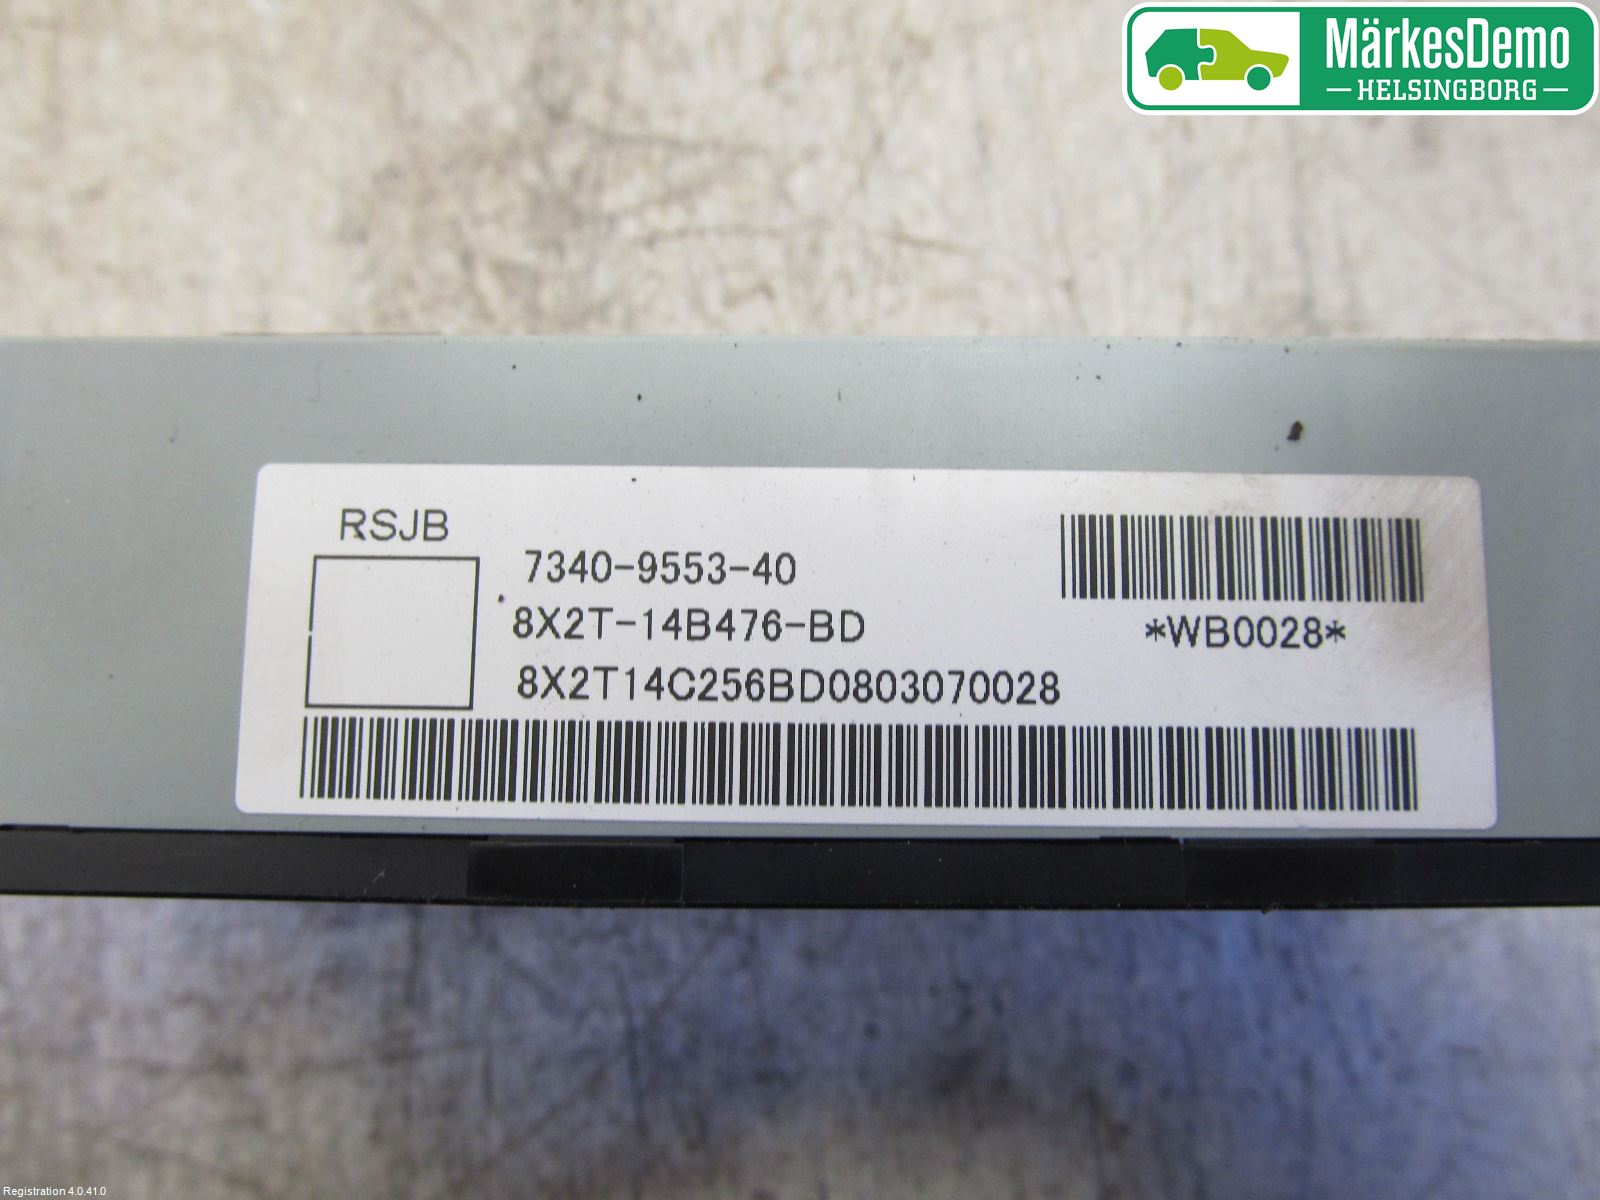 MärkesDemo
HELSINGBORG
RSJB
7340-9553-40
8X2T-14B476-BD
*WB0028*
8X2T14C256BD0803070028
Registration 4.0.41.0